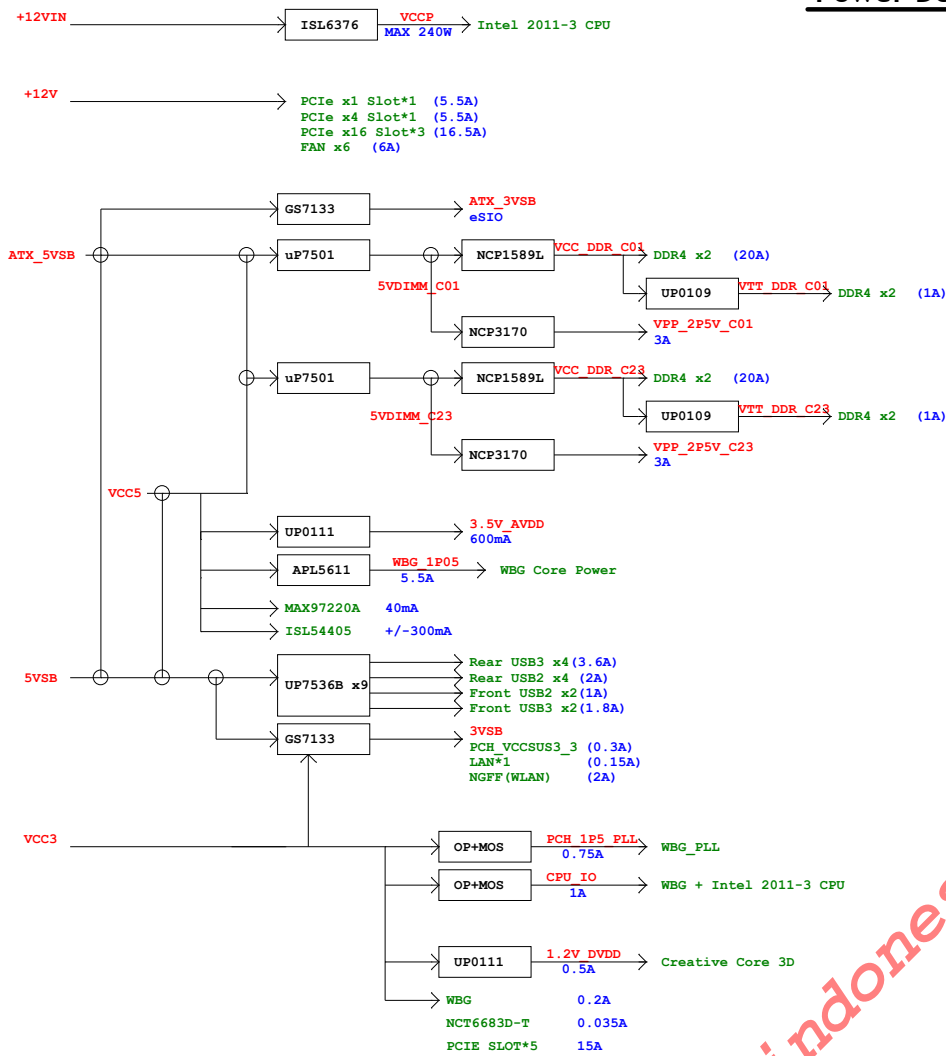 Power De
+12VIN ISL6376 VCCP MAX 240W Intel 2011-3 CPU
+12V
PCIe x1 Slot*1 (5.5A)
PCIe x4 Slot*1 (5.5A)
PCIe x16 Slot*3 (16.5A)
FAN x6 (6A)
GS7133 ATX_3VSB
eSIO
ATX_5VSB uP7501 NCP1589L VCC_DDR_C01 DDR4 x2 (20A)
5VDIMM_C01 UP0109 VTT_DDR_C01 DDR4 x2 (1A)
NCP3170 VPP_2P5V_C01
3A
uP7501 NCP1589L VCC_DDR_C23 DDR4 x2 (20A)
5VDIMM_C23 UP0109 VTT_DDR_C23 DDR4 x2 (1A)
NCP3170 VPP_2P5V_C23
3A
VCC5
UP0111 3.5V_AVDD
600mA
APL5611 WBG_1P05 5.5A WBG Core Power
MAX97220A 40mA
ISL54405 +/-300mA
5VSB UP7536B x9
Rear USB3 x4(3.6A)
Rear USB2 x4 (2A)
Front USB2 x2(1A)
Front USB3 x2(1.8A)
GS7133 3VSB
PCH_VCCSUS3_3 (0.3A)
LAN*1 (0.15A)
NGFF(WLAN) (2A)
VCC3 OP+MOS PCH_1P5_PLL 0.75A WBG_PLL
OP+MOS CPU_IO 1A WBG + Intel 2011-3 CPU
UP0111 1.2V_DVDD 0.5A Creative Core 3D
WBG 0.2A
NCT6683D-T 0.035A
PCIE SLOT*5 15A
indones